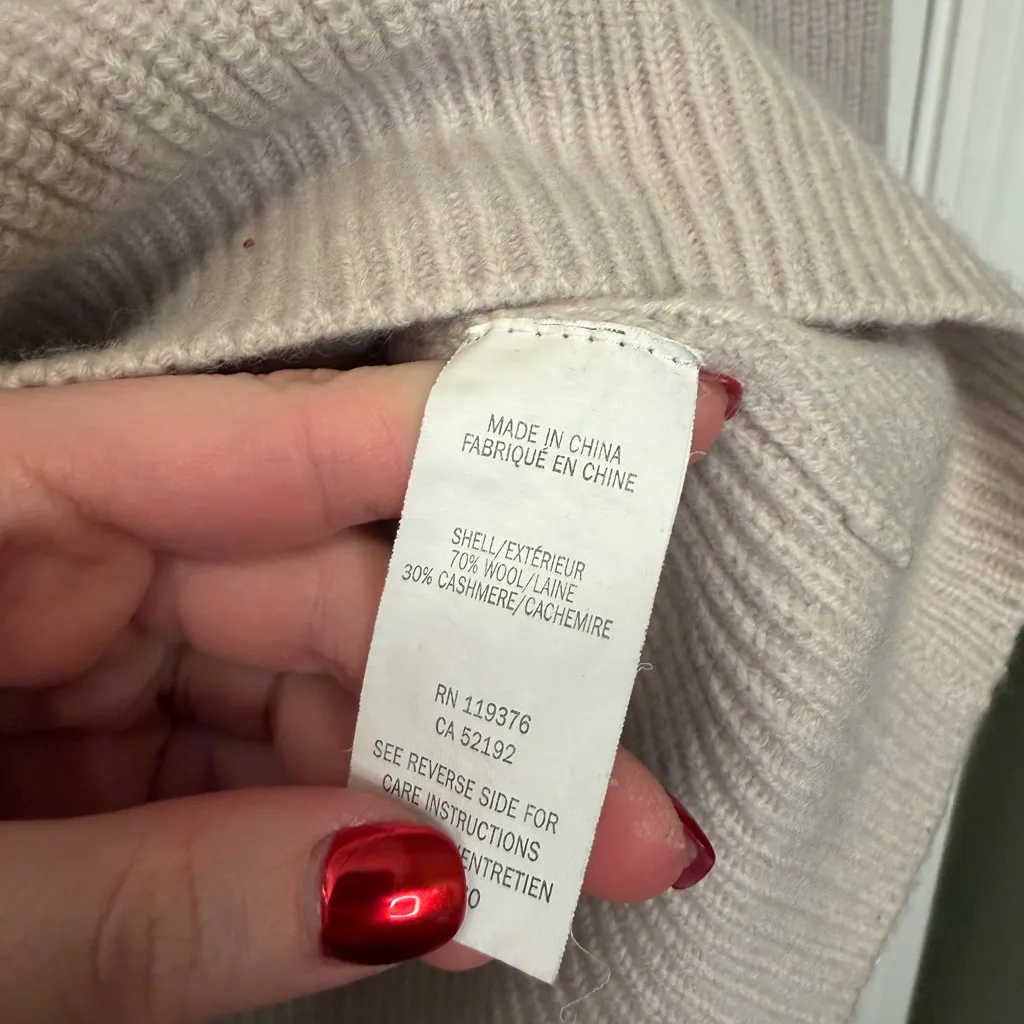 MADE IN CHINA
FABRIQUÉ EN CHINE
SHELL/EXTÉRIEUR
70% WOOL/LAINE
30% CASHMERE/CACHEMIRE
RN 119376
CA 52192
SEE REVERSE SIDE FOR
CARE INSTRUCTIONS